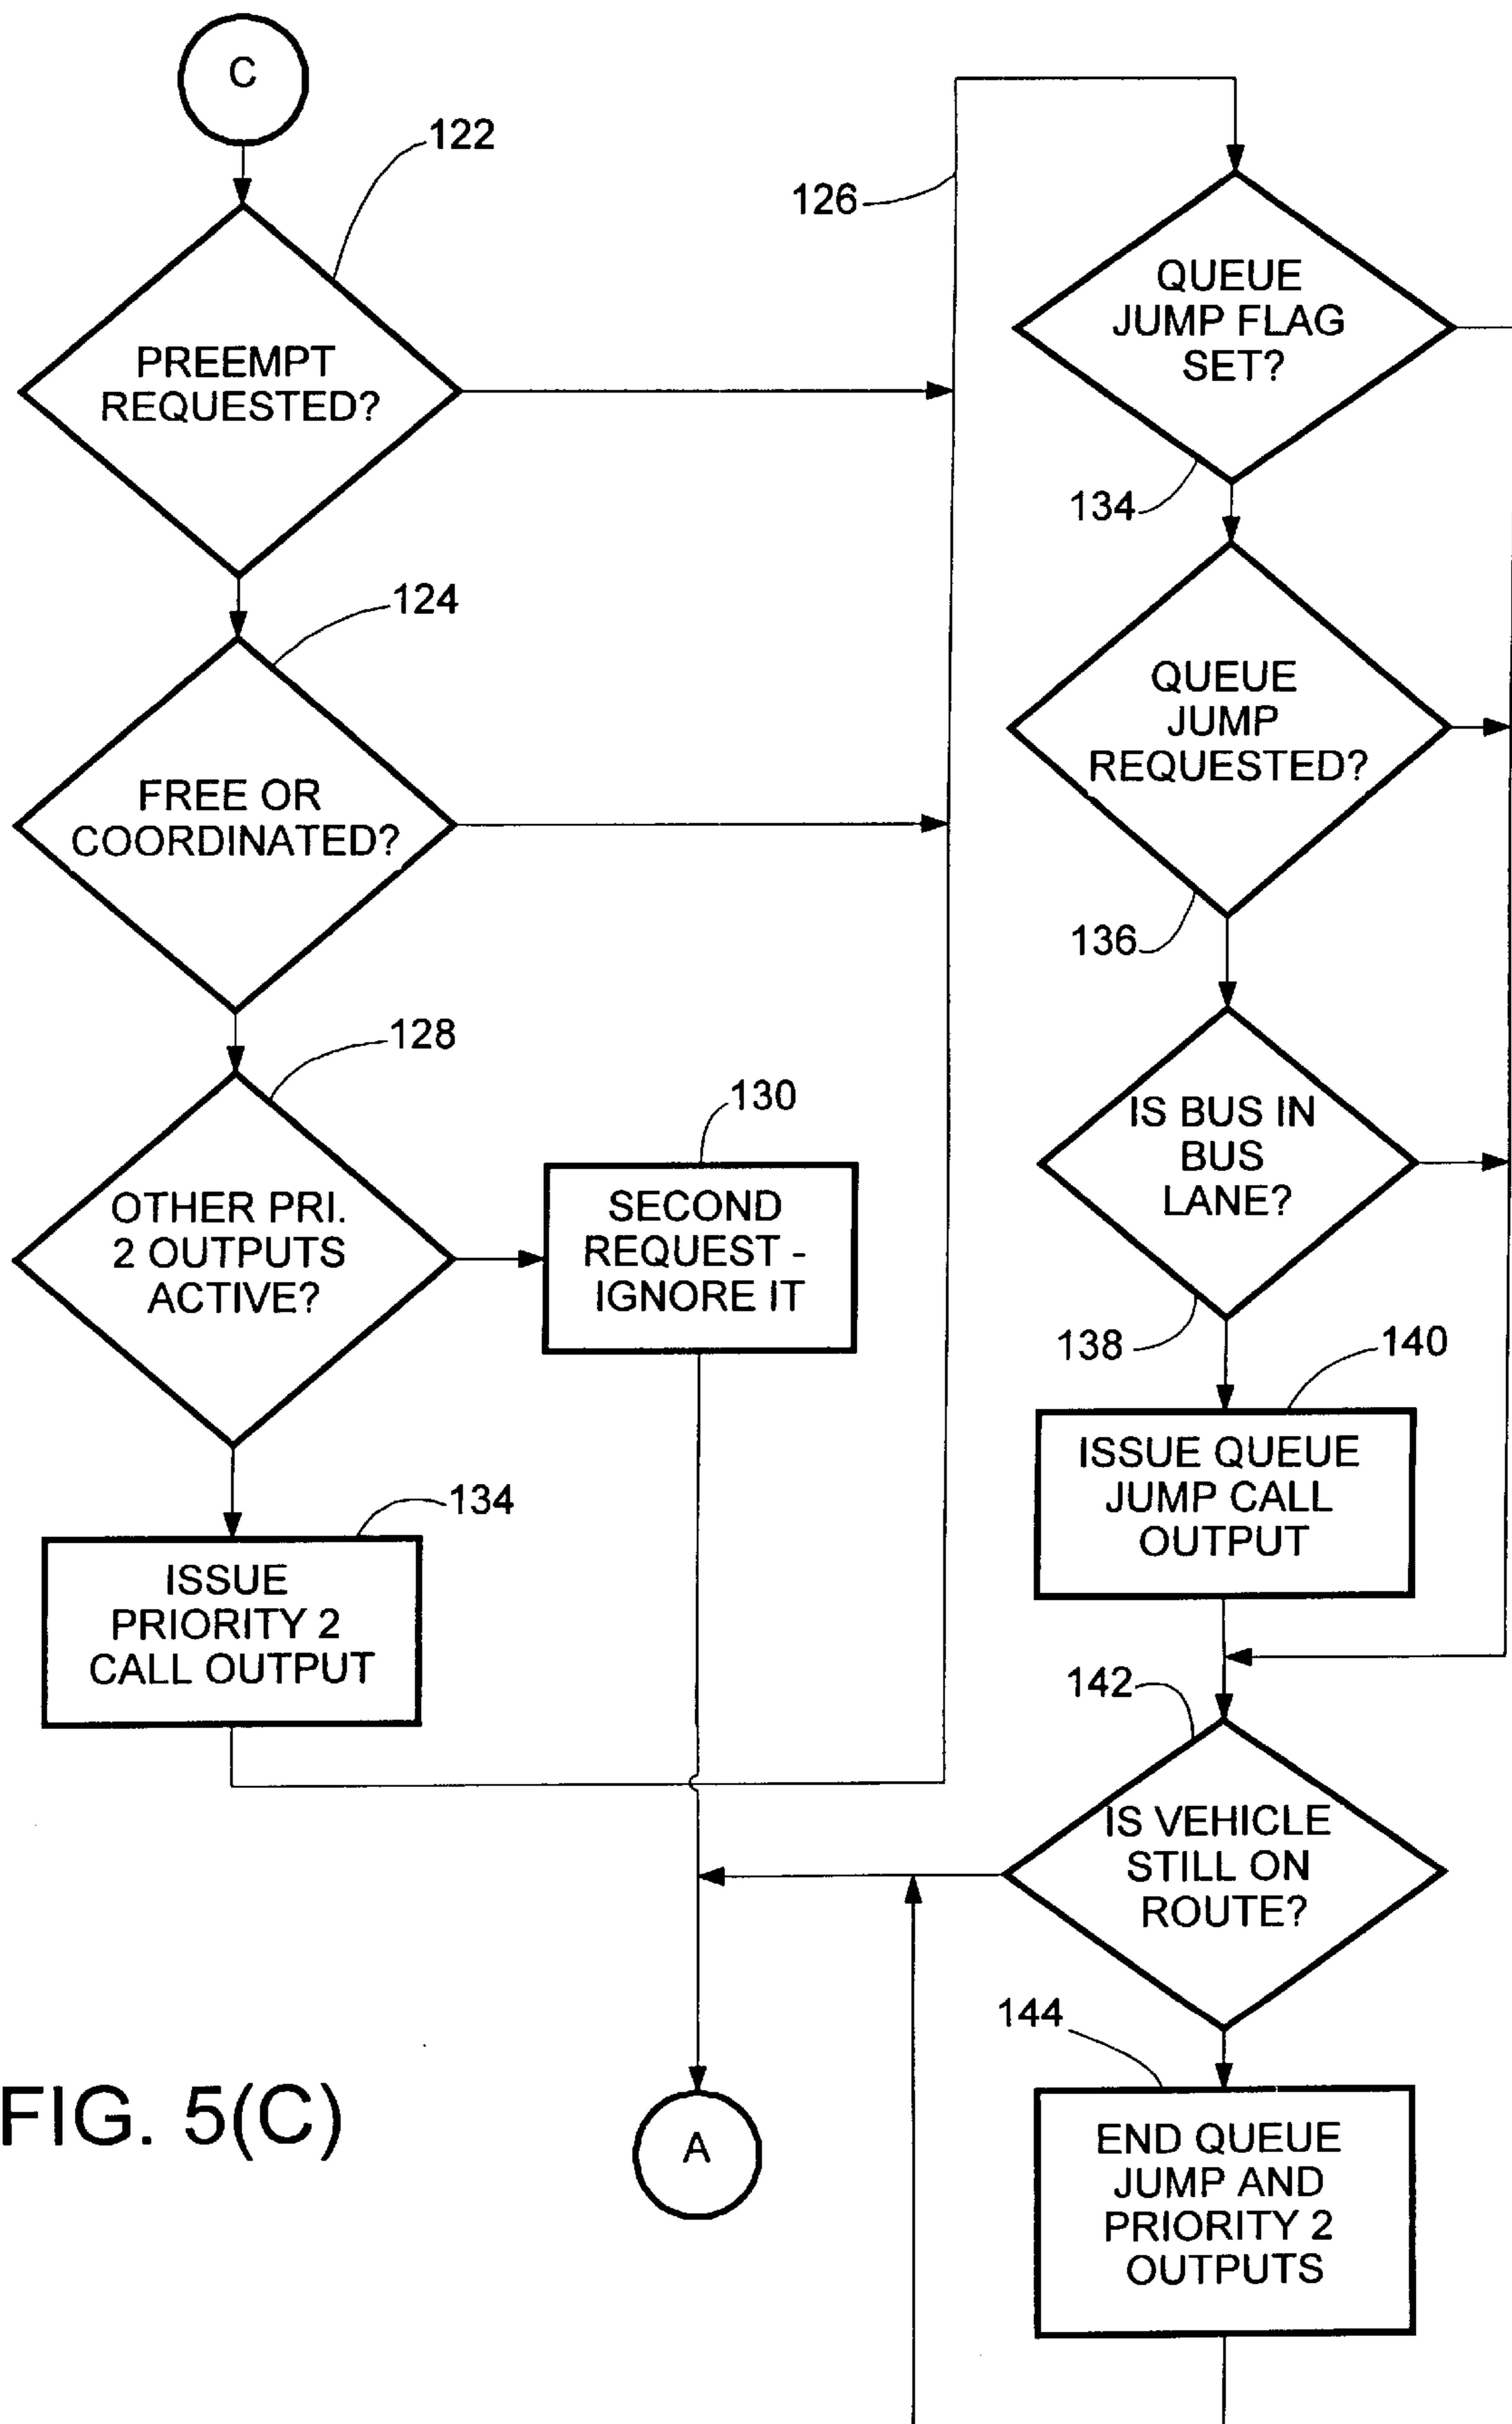 C
122
PREEMPT
REQUESTED?
124
FREE OR
COORDINATED?
128
OTHER PRI.
2 OUTPUTS
ACTIVE?
130
SECOND
REQUEST -
IGNORE IT
134
ISSUE
PRIORITY 2
CALL OUTPUT
126
QUEUE
JUMP FLAG
SET?
134
QUEUE
JUMP
REQUESTED?
136
IS BUS IN
BUS
LANE?
138
140
ISSUE QUEUE
JUMP CALL
OUTPUT
142
IS VEHICLE
STILL ON
ROUTE?
144
END QUEUE
JUMP AND
PRIORITY 2
OUTPUTS
A
FIG. 5(C)